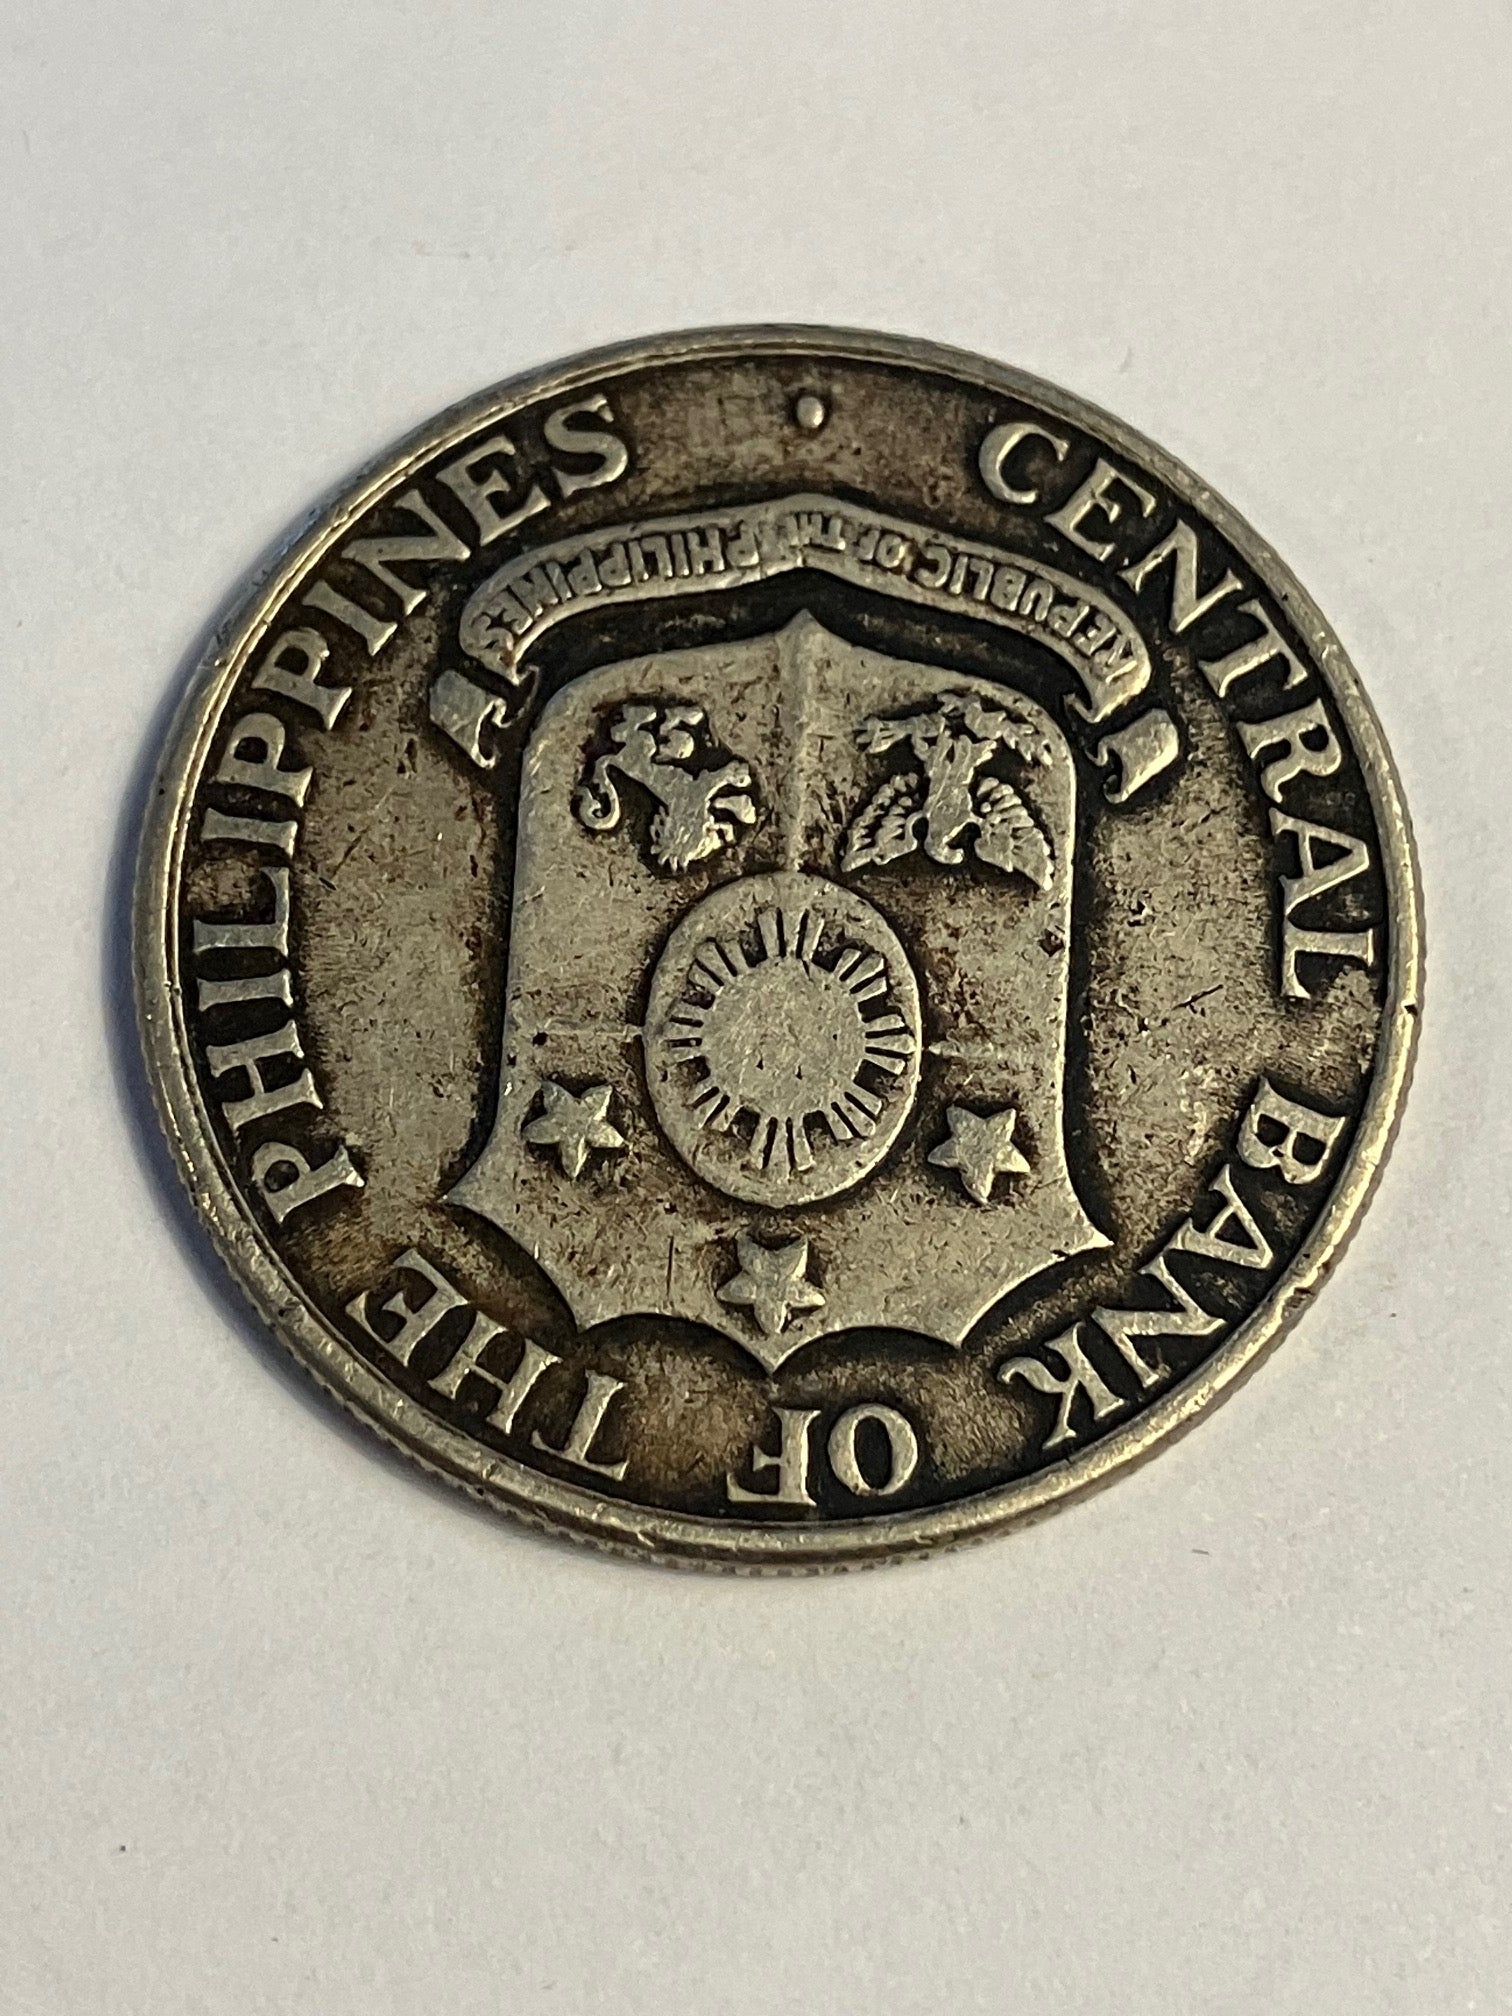 CENTRAL BANK OF THE PHILIPPINES
REPUBLIC OF THE PHILIPPINES